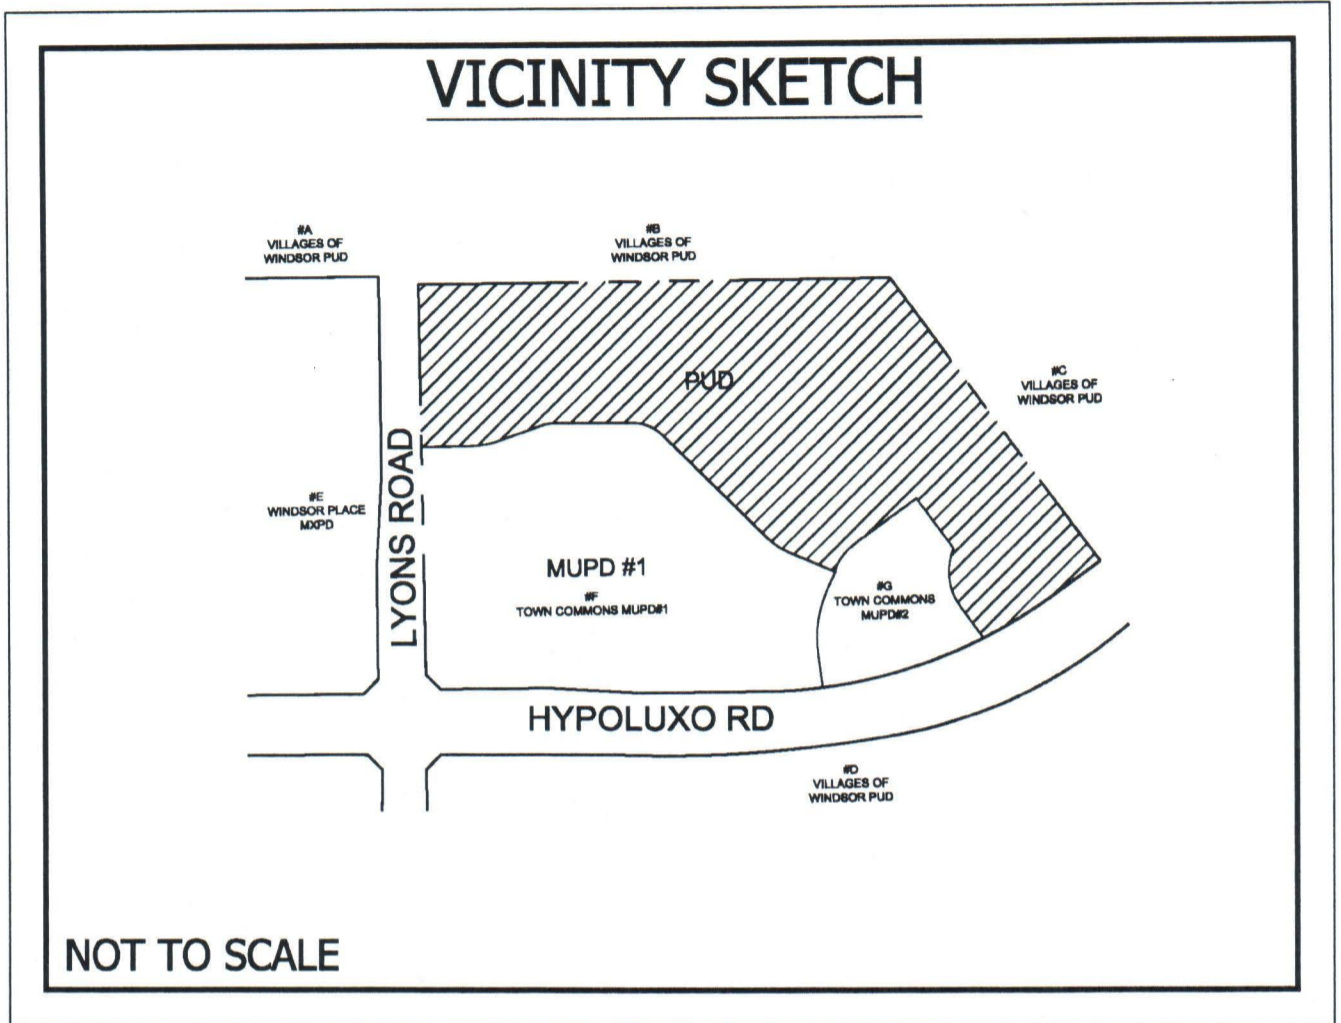 VICINITY SKETCH
#A
VILLAGES OF
WINDSOR PUD
#B
VILLAGES OF
WINDSOR PUD
PUD
#C
VILLAGES OF
WINDSOR PUD
LYONS ROAD
#E
WINDSOR PLACE
MXPD
MUPD #1
#F
TOWN COMMONS MUPD#1
#G
TOWN COMMONS
MUPD#2
HYPOLUXO RD
#D
VILLAGES OF
WINDSOR PUD
NOT TO SCALE